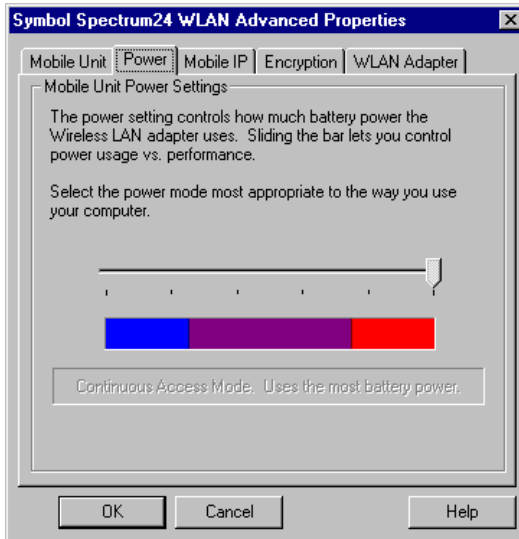 Symbol Spectrum24 WLAN Advanced Properties
Mobile Unit Power Mobile IP Encryption WLAN Adapter
Mobile Unit Power Settings
The power setting controls how much battery power the
Wireless LAN adapter uses. Sliding the bar lets you control
power usage vs. performance.
Select the power mode most appropriate to the way you use
your computer.
Continuous Access Mode. Uses the most battery power.
OK Cancel Help